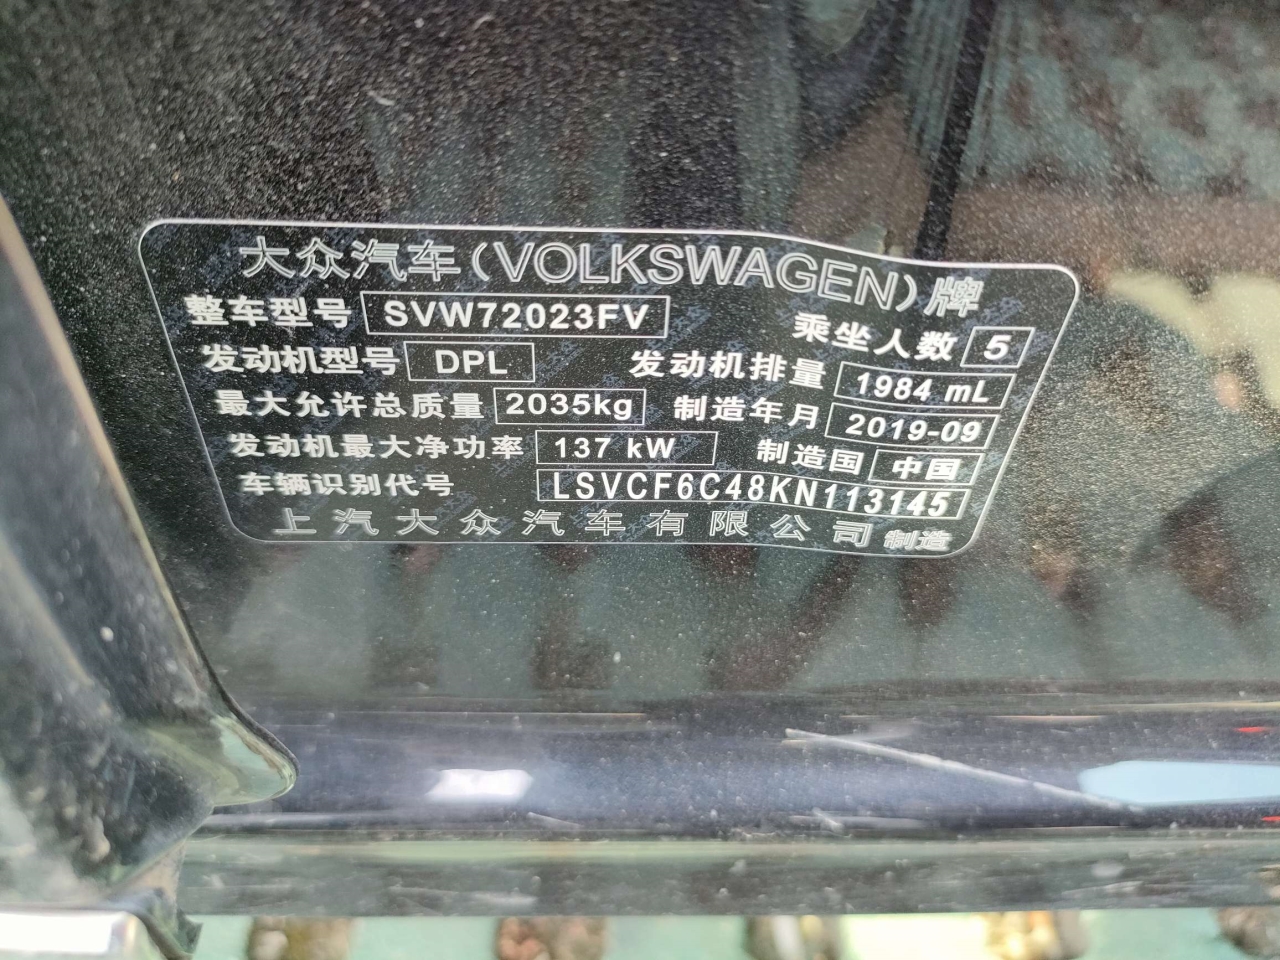 大众汽车(VOLKSWAGEN)牌
整车型号 SVW72023FV 乘坐人数 5
发动机型号 DPL 发动机排量 1984 mL
最大允许总质量 2035kg 制造年月 2019-09
发动机最大净功率 137 kW 制造国 中国
车辆识别代号 LSVCF6C48KN113145
上汽大众汽车有限公司 制造